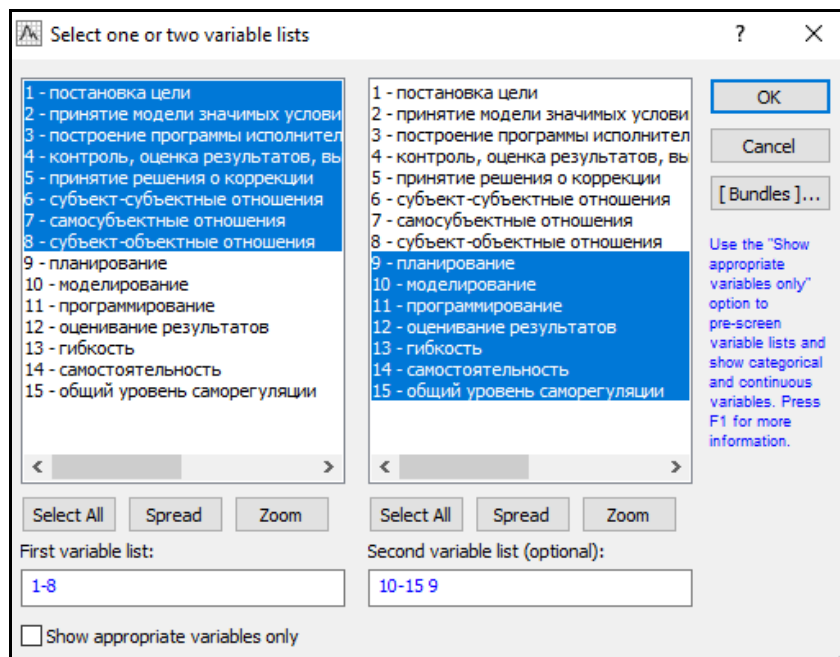 Select one or two variable lists
1 - постановка цели
2 - принятие модели значимых услови
3 - построение программы исполнител
4 - контроль, оценка результатов, вы
5 - принятие решения о коррекции
6 - субъект-субъектные отношения
7 - самосубъектные отношения
8 - субъект-объектные отношения
9 - планирование
10 - моделирование
11 - программирование
12 - оценивание результатов
13 - гибкость
14 - самостоятельность
15 - общий уровень саморегуляции
Select All
Spread
Zoom
First variable list:
1-8
Show appropriate variables only
1 - постановка цели
2 - принятие модели значимых услови
3 - построение программы исполнител
4 - контроль, оценка результатов, вы
5 - принятие решения о коррекции
6 - субъект-субъектные отношения
7 - самосубъектные отношения
8 - субъект-объектные отношения
9 - планирование
10 - моделирование
11 - программирование
12 - оценивание результатов
13 - гибкость
14 - самостоятельность
15 - общий уровень саморегуляции
Select All
Spread
Zoom
Second variable list (optional):
10-15 9
OK
Cancel
[ Bundles ]...
Use the "Show
appropriate
variables only"
option to
pre-screen
variable lists and
show categorical
and continuous
variables. Press
F1 for more
information.